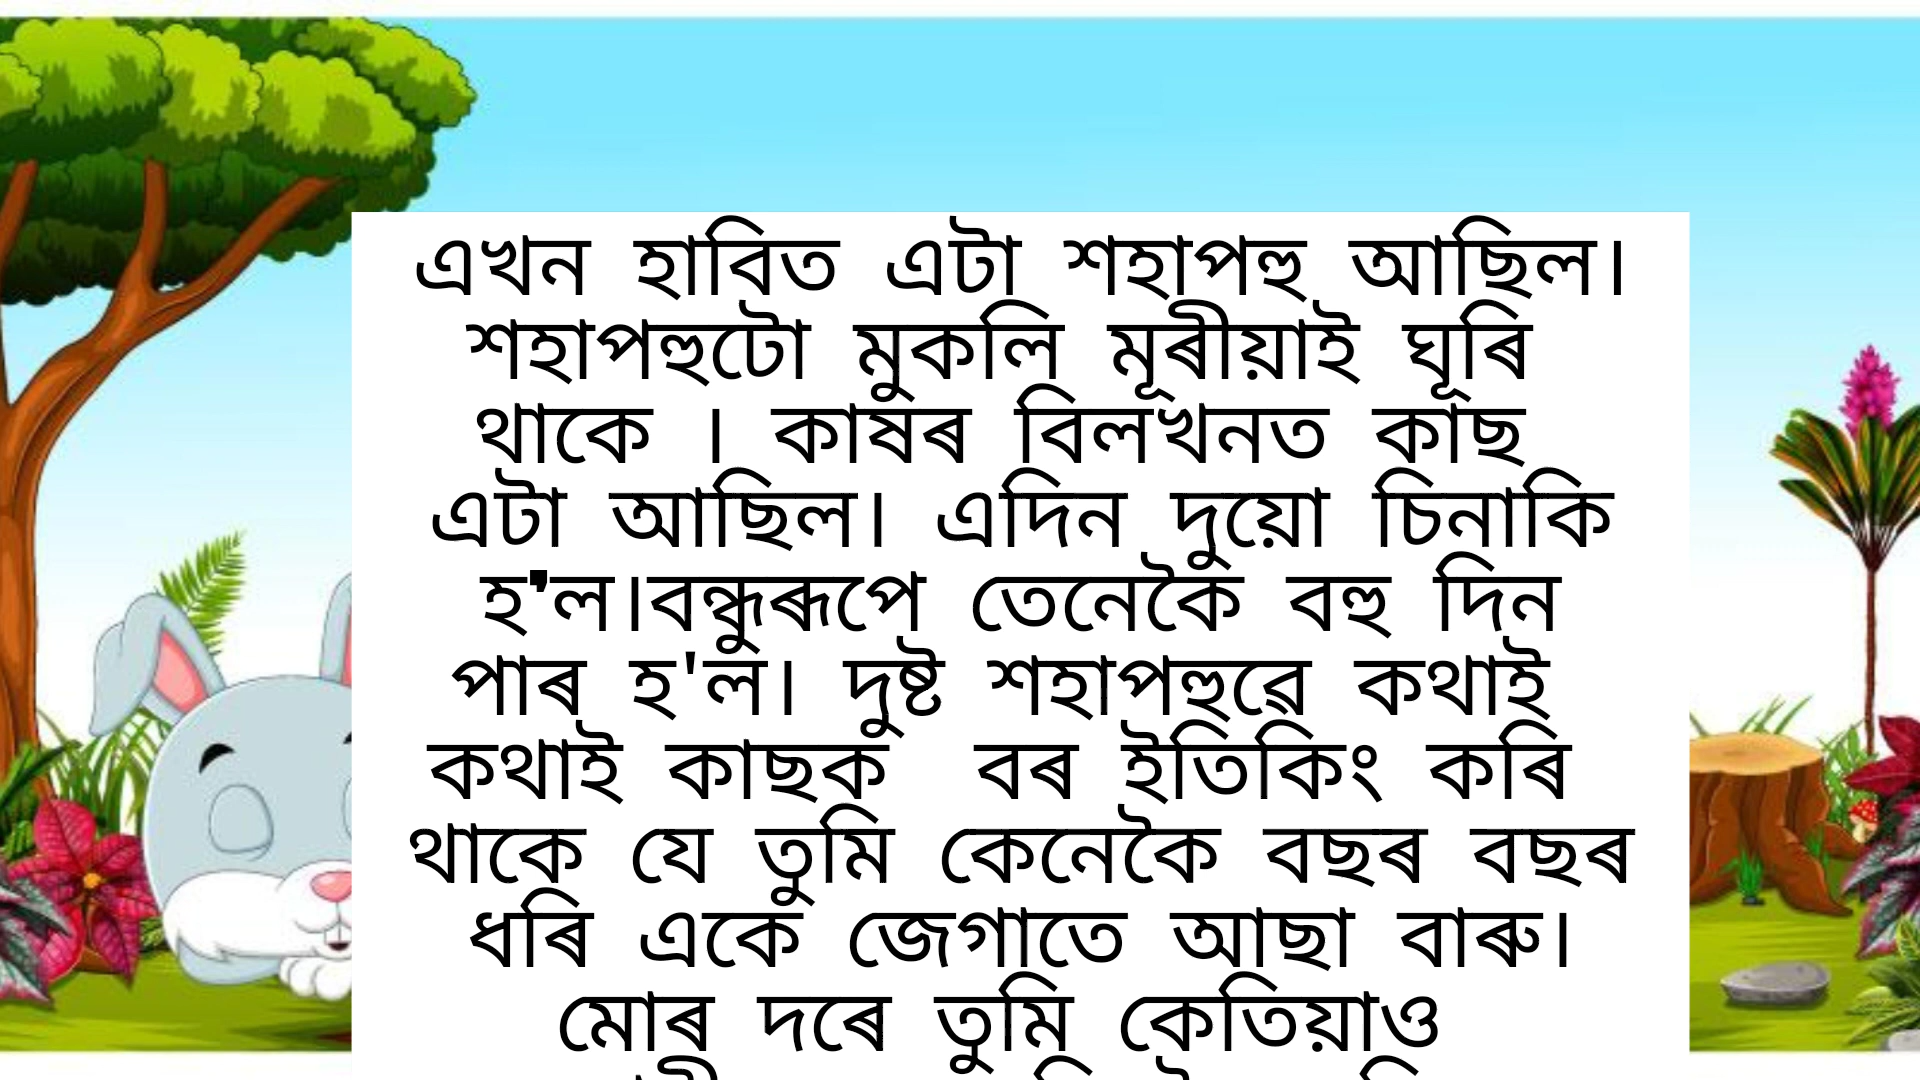 এখন হাবিত এটা শহাপহু আছিল।
শহাপহুটো মুকলি মূৰীয়াই ঘূৰি
থাকে । কাষৰ বিলখনত কাছ
এটা আছিল। এদিন দুয়ো চিনাকি
হ❜ল।বন্ধুৰূপে তেনেকৈ বহু দিন
পাৰ হ'ল। দুষ্ট শহাপহুৱে কথাই
কথাই কাছক বৰ ইতিকিং কৰি
থাকে যে তুমি কেনেকৈ বছৰ বছৰ
ধৰি একে জেগাতে আছা বাৰু।
মোৰ দৰে তুমি কেতিয়াও